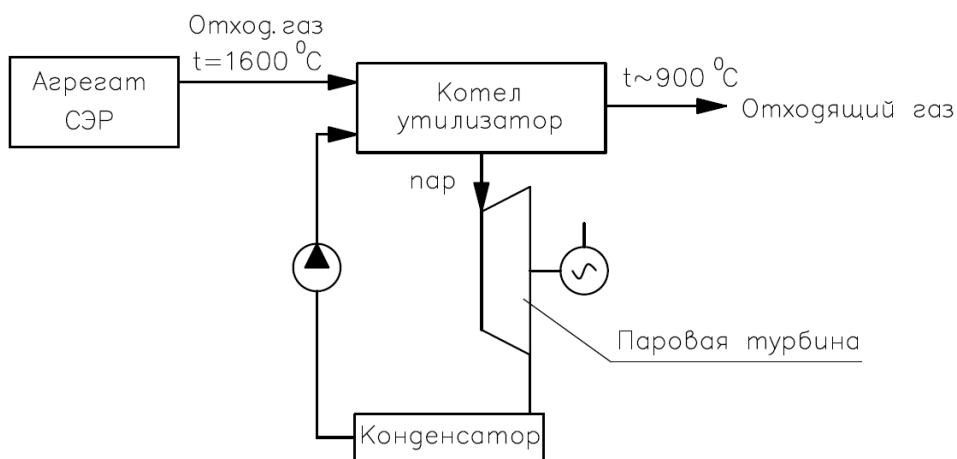 Отход. газ
t=1600 °C
Агрегат
СЭР
Котел
утилизатор
t~900 °C
Отходящий газ
пар
Паровая турбина
Конденсатор